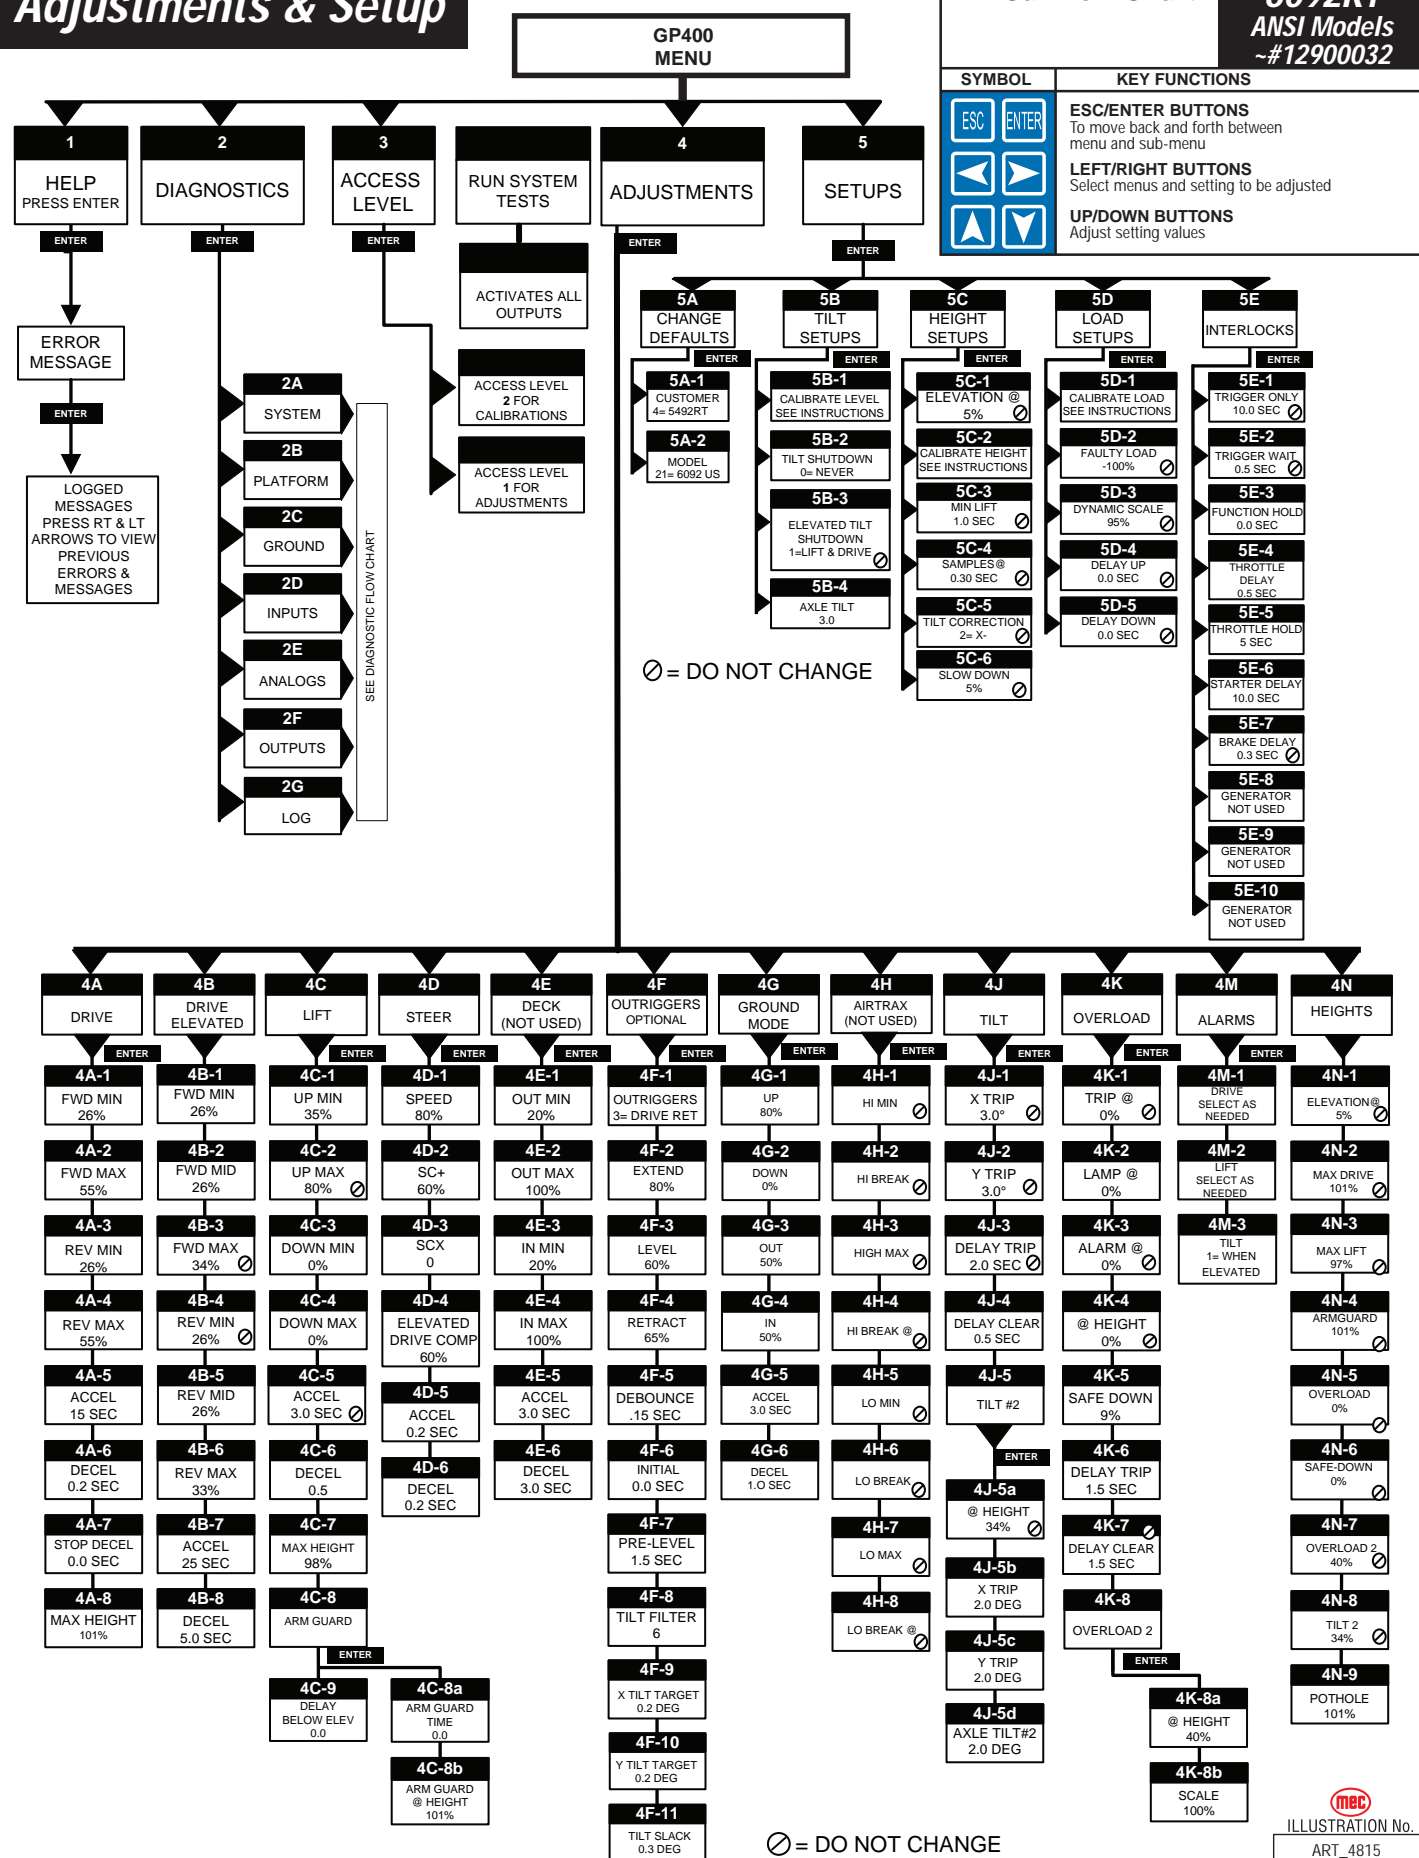 Adjustments & Setup
6092RT
ANSI Models
~#12900032
GP400
MENU
SYMBOL
KEY FUNCTIONS
ESC
ENTER
ESC/ENTER BUTTONS
To move back and forth between
menu and sub-menu
LEFT/RIGHT BUTTONS
Select menus and setting to be adjusted
UP/DOWN BUTTONS
Adjust setting values
1
HELP
PRESS ENTER
2
DIAGNOSTICS
3
ACCESS
LEVEL
RUN SYSTEM
TESTS
4
ADJUSTMENTS
5
SETUPS
ENTER
ENTER
ENTER
ENTER
ENTER
ERROR
MESSAGE
ENTER
LOGGED
MESSAGES
PRESS RT & LT
ARROWS TO VIEW
PREVIOUS
ERRORS &
MESSAGES
2A
SYSTEM
2B
PLATFORM
2C
GROUND
2D
INPUTS
2E
ANALOGS
2F
OUTPUTS
2G
LOG
SEE DIAGNOSTIC FLOW CHART
ACTIVATES ALL
OUTPUTS
ACCESS LEVEL
2 FOR
CALIBRATIONS
ACCESS LEVEL
1 FOR
ADJUSTMENTS
5A
CHANGE
DEFAULTS
ENTER
5A-1
CUSTOMER
4= 5492RT
5A-2
MODEL
21= 6092 US
5B
TILT
SETUPS
ENTER
5B-1
CALIBRATE LEVEL
SEE INSTRUCTIONS
5B-2
TILT SHUTDOWN
0= NEVER
5B-3
ELEVATED TILT
SHUTDOWN
1=LIFT & DRIVE
5B-4
AXLE TILT
3.0
5C
HEIGHT
SETUPS
ENTER
5C-1
ELEVATION @
5%
5C-2
CALIBRATE HEIGHT
SEE INSTRUCTIONS
5C-3
MIN LIFT
1.0 SEC
5C-4
SAMPLES@
0.30 SEC
5C-5
TILT CORRECTION
2= X-
5C-6
SLOW DOWN
5%
5D
LOAD
SETUPS
ENTER
5D-1
CALIBRATE LOAD
SEE INSTRUCTIONS
5D-2
FAULTY LOAD
-100%
5D-3
DYNAMIC SCALE
95%
5D-4
DELAY UP
0.0 SEC
5D-5
DELAY DOWN
0.0 SEC
5E
INTERLOCKS
ENTER
5E-1
TRIGGER ONLY
10.0 SEC
5E-2
TRIGGER WAIT
0.5 SEC
5E-3
FUNCTION HOLD
0.0 SEC
5E-4
THROTTLE
DELAY
0.5 SEC
5E-5
THROTTLE HOLD
5 SEC
5E-6
STARTER DELAY
10.0 SEC
5E-7
BRAKE DELAY
0.3 SEC
5E-8
GENERATOR
NOT USED
5E-9
GENERATOR
NOT USED
5E-10
GENERATOR
NOT USED
= DO NOT CHANGE
4A
DRIVE
ENTER
4A-1
FWD MIN
26%
4A-2
FWD MAX
55%
4A-3
REV MIN
26%
4A-4
REV MAX
55%
4A-5
ACCEL
15 SEC
4A-6
DECEL
0.2 SEC
4A-7
STOP DECEL
0.0 SEC
4A-8
MAX HEIGHT
101%
4B
DRIVE
ELEVATED
4B-1
FWD MIN
26%
4B-2
FWD MID
26%
4B-3
FWD MAX
34%
4B-4
REV MIN
26%
4B-5
REV MID
26%
4B-6
REV MAX
33%
4B-7
ACCEL
25 SEC
4B-8
DECEL
5.0 SEC
4C
LIFT
ENTER
4C-1
UP MIN
35%
4C-2
UP MAX
80%
4C-3
DOWN MIN
0%
4C-4
DOWN MAX
0%
4C-5
ACCEL
3.0 SEC
4C-6
DECEL
0.5
4C-7
MAX HEIGHT
98%
4C-8
ARM GUARD
ENTER
4C-9
DELAY
BELOW ELEV
0.0
4C-8a
ARM GUARD
TIME
0.0
4C-8b
ARM GUARD
@ HEIGHT
101%
4D
STEER
ENTER
4D-1
SPEED
80%
4D-2
SC+
60%
4D-3
SCX
0
4D-4
ELEVATED
DRIVE COMP
60%
4D-5
ACCEL
0.2 SEC
4D-6
DECEL
0.2 SEC
4E
DECK
(NOT USED)
ENTER
4E-1
OUT MIN
20%
4E-2
OUT MAX
100%
4E-3
IN MIN
20%
4E-4
IN MAX
100%
4E-5
ACCEL
3.0 SEC
4E-6
DECEL
3.0 SEC
4F
OUTRIGGERS
OPTIONAL
ENTER
4F-1
OUTRIGGERS
3= DRIVE RET
4F-2
EXTEND
80%
4F-3
LEVEL
60%
4F-4
RETRACT
65%
4F-5
DEBOUNCE
.15 SEC
4F-6
INITIAL
0.0 SEC
4F-7
PRE-LEVEL
1.5 SEC
4F-8
TILT FILTER
6
4F-9
X TILT TARGET
0.2 DEG
4F-10
Y TILT TARGET
0.2 DEG
4F-11
TILT SLACK
0.3 DEG
4G
GROUND
MODE
ENTER
4G-1
UP
80%
4G-2
DOWN
0%
4G-3
OUT
50%
4G-4
IN
50%
4G-5
ACCEL
3.0 SEC
4G-6
DECEL
1.O SEC
4H
AIRTRAX
(NOT USED)
ENTER
4H-1
HI MIN
4H-2
HI BREAK
4H-3
HIGH MAX
4H-4
HI BREAK @
4H-5
LO MIN
4H-6
LO BREAK
4H-7
LO MAX
4H-8
LO BREAK @
4J
TILT
ENTER
4J-1
X TRIP
3.0°
4J-2
Y TRIP
3.0°
4J-3
DELAY TRIP
2.0 SEC
4J-4
DELAY CLEAR
0.5 SEC
4J-5
TILT #2
ENTER
4J-5a
@ HEIGHT
34%
4J-5b
X TRIP
2.0 DEG
4J-5c
Y TRIP
2.0 DEG
4J-5d
AXLE TILT#2
2.0 DEG
4K
OVERLOAD
ENTER
4K-1
TRIP @
0%
4K-2
LAMP @
0%
4K-3
ALARM @
0%
4K-4
@ HEIGHT
0%
4K-5
SAFE DOWN
9%
4K-6
DELAY TRIP
1.5 SEC
4K-7
DELAY CLEAR
1.5 SEC
4K-8
OVERLOAD 2
ENTER
4K-8a
@ HEIGHT
40%
4K-8b
SCALE
100%
4M
ALARMS
ENTER
4M-1
DRIVE
SELECT AS
NEEDED
4M-2
LIFT
SELECT AS
NEEDED
4M-3
TILT
1= WHEN
ELEVATED
4N
HEIGHTS
4N-1
ELEVATION@
5%
4N-2
MAX DRIVE
101%
4N-3
MAX LIFT
97%
4N-4
ARMGUARD
101%
4N-5
OVERLOAD
0%
4N-6
SAFE-DOWN
0%
4N-7
OVERLOAD 2
40%
4N-8
TILT 2
34%
4N-9
POTHOLE
101%
= DO NOT CHANGE
mec
ILLUSTRATION No.
ART_4815